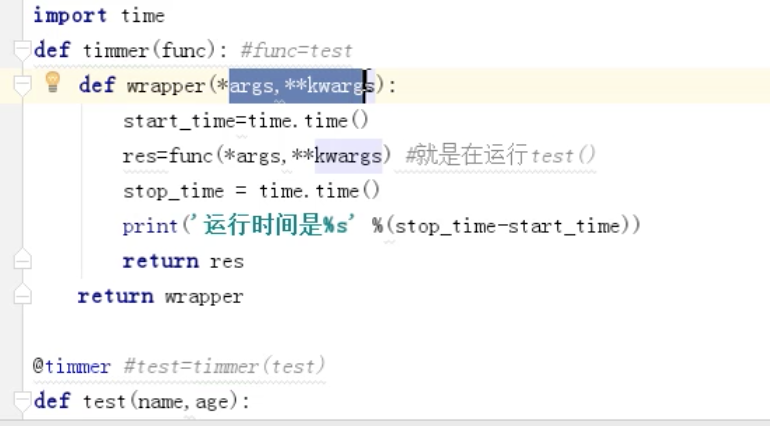 import time
def timmer(func): #func=test
def wrapper(*args,**kwargs):
start_time=time.time()
res=func(*args,**kwargs) #就是在运行test()
stop_time = time.time()
print('运行时间是%s' %(stop_time-start_time))
return res
return wrapper
@timmer #test=timmer(test)
def test(name,age):